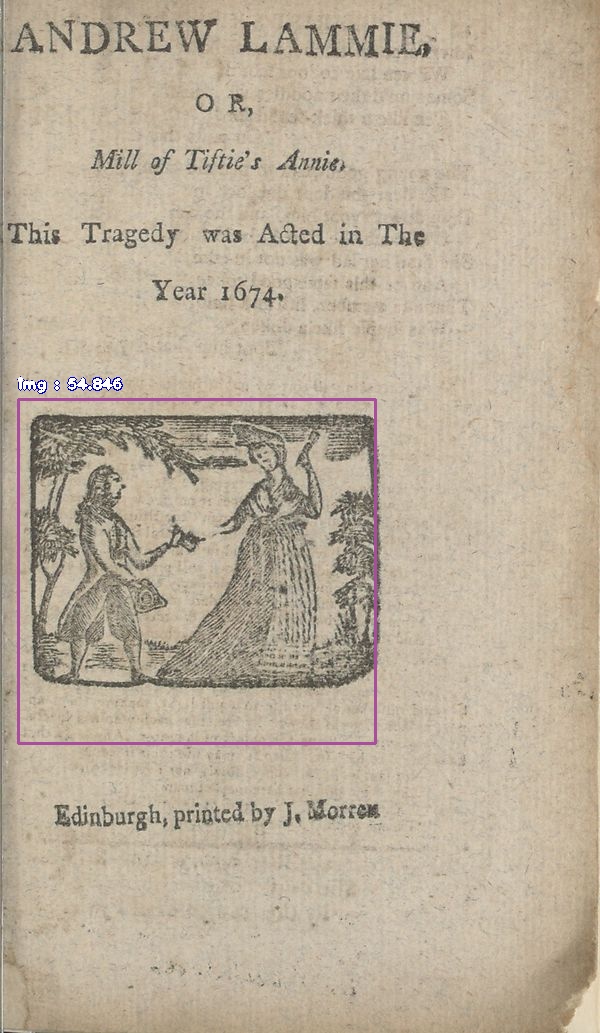 ANDREW LAMMIE,
OR,
Mill of Tiftie's Annie.
This Tragedy was Acted in The
Year 1674.
img : 54.846
Edinburgh, printed by J. Morren